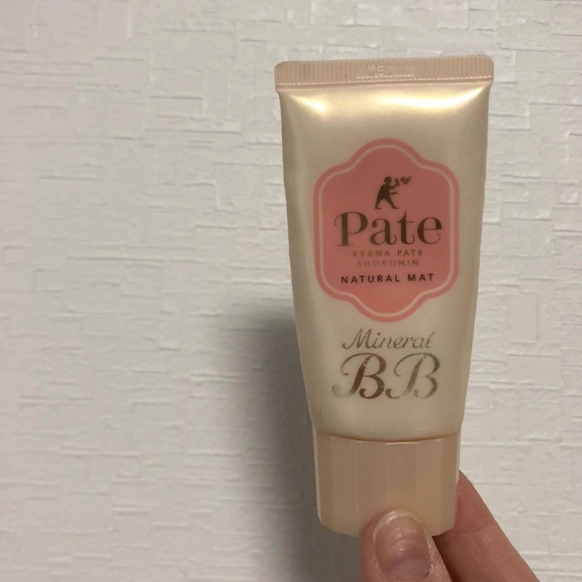 Pate
KEANA PATE
SHOKUNIN
NATURAL MAT
Mineral
BB